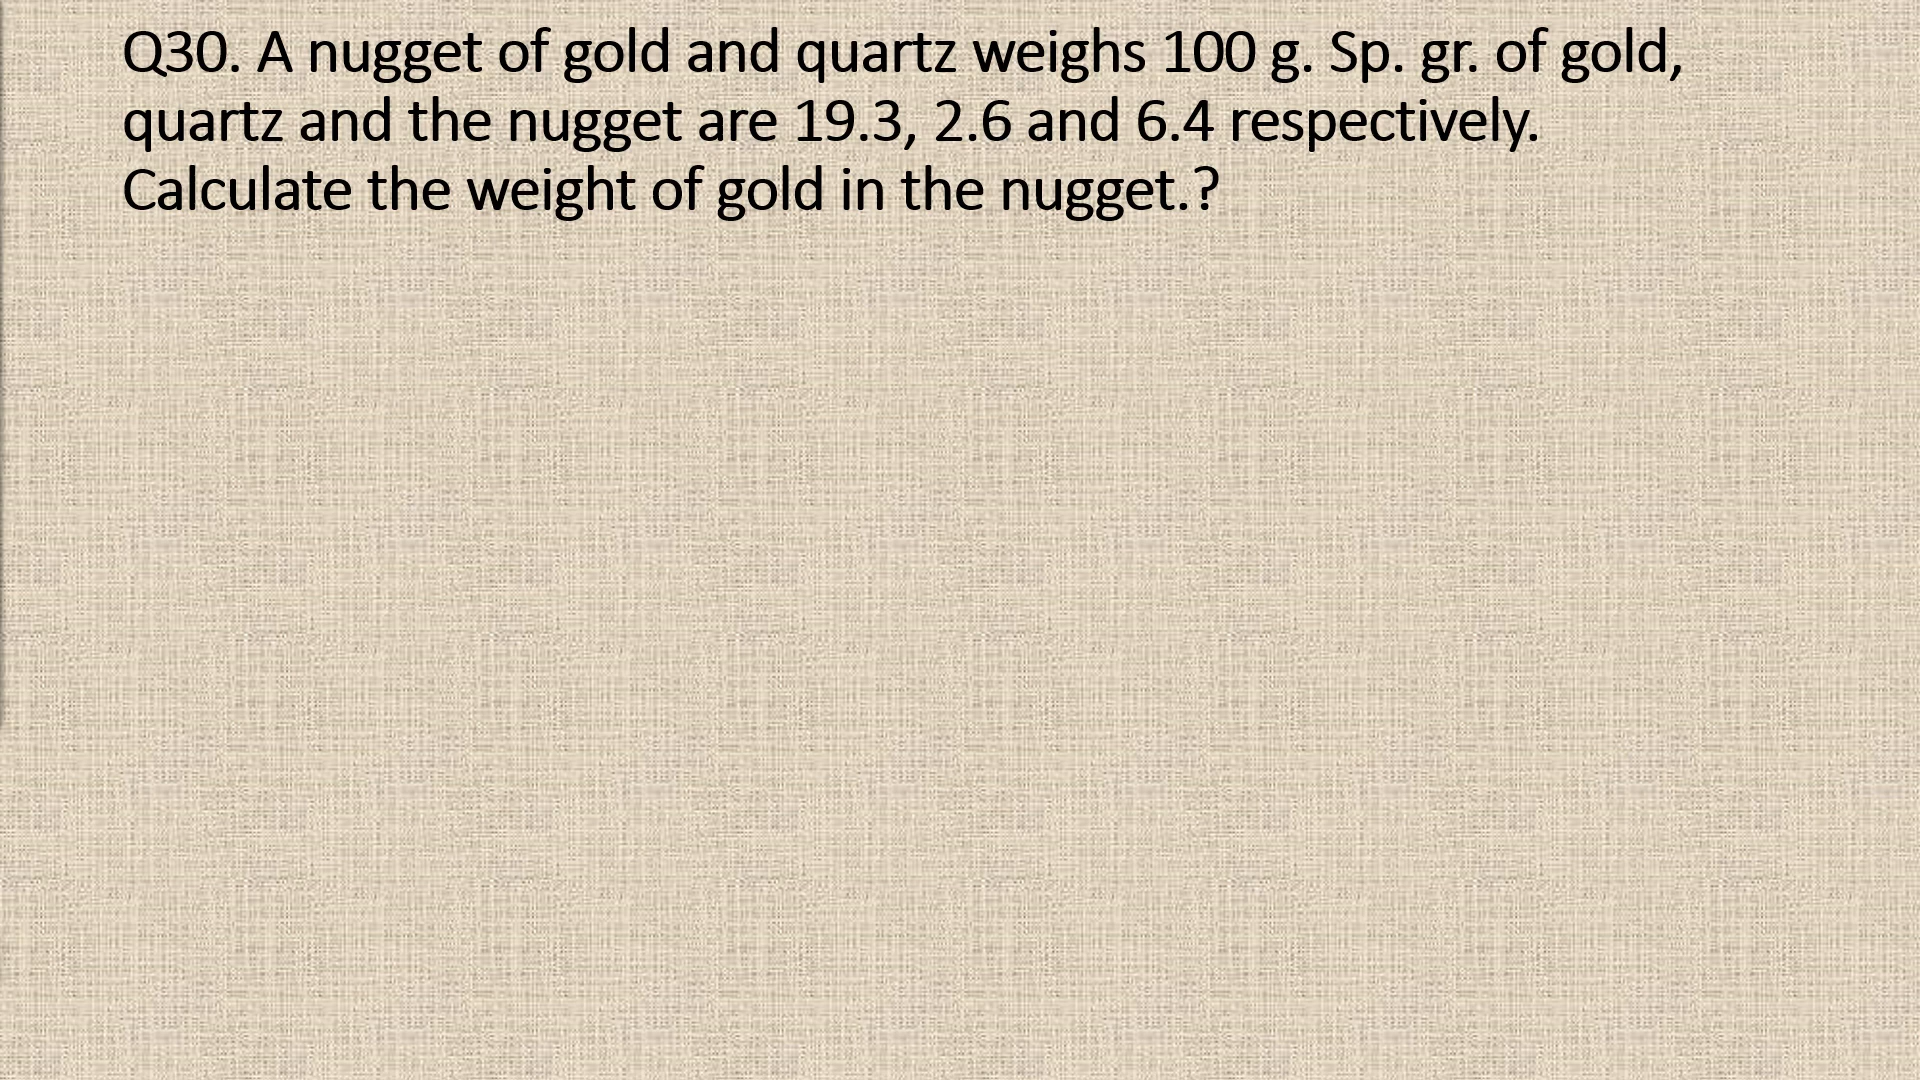 Q30. A nugget of gold and quartz weighs 100 g. Sp. gr. of gold,
quartz and the nugget are 19.3, 2.6 and 6.4 respectively.
Calculate the weight of gold in the nugget.?